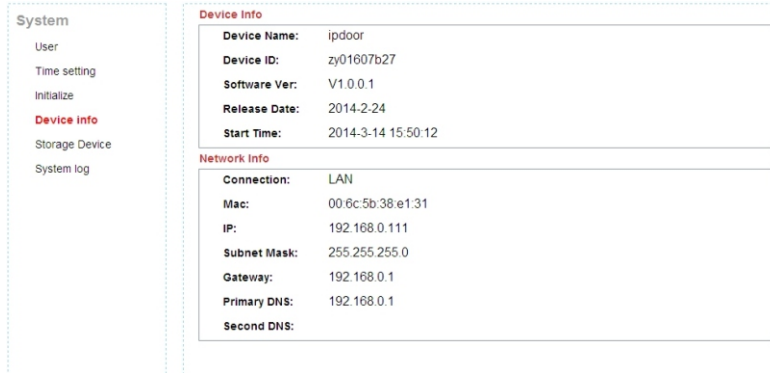 System
User
Time setting
Initialize
Device info
Storage Device
System log
Device Info
Device Name: ipdoor
Device ID: zy01607b27
Software Ver: V1.0.0.1
Release Date: 2014-2-24
Start Time: 2014-3-14 15:50:12
Network Info
Connection: LAN
Mac: 00:6c:5b:38:e1:31
IP: 192.168.0.111
Subnet Mask: 255.255.255.0
Gateway: 192.168.0.1
Primary DNS: 192.168.0.1
Second DNS: